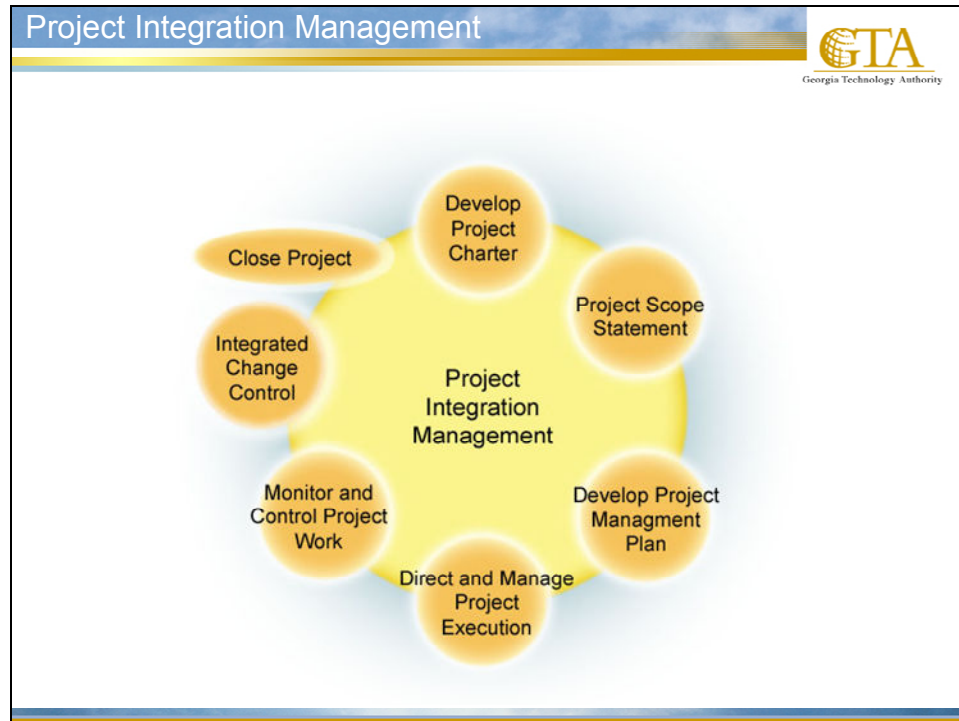 Project Integration Management
GTA
Georgia Technology Authority
Develop
Project
Charter
Project Scope
Statement
Develop Project
Managment
Plan
Direct and Manage
Project
Execution
Monitor and
Control Project
Work
Integrated
Change
Control
Close Project
Project
Integration
Management